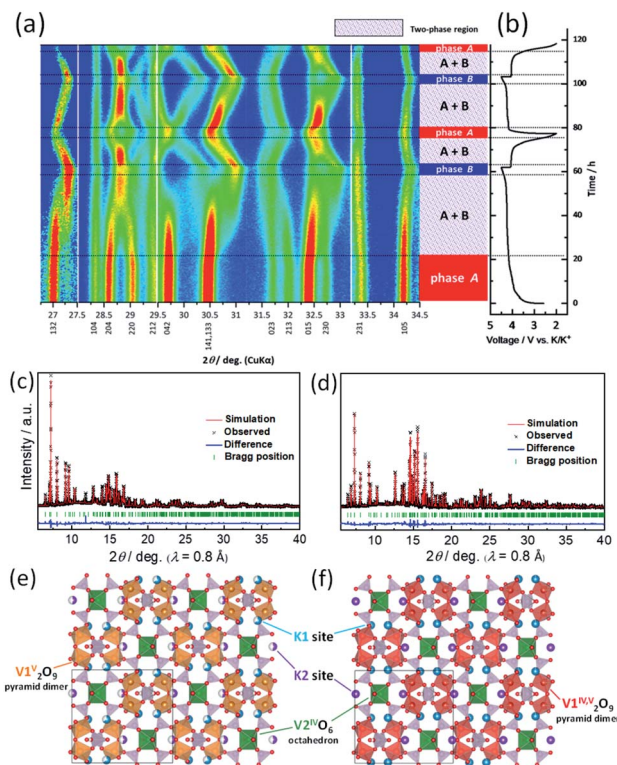 (a)
Two-phase region
(b)
phase A
A + B
phase B
A + B
phase A
A + B
phase B
A + B
phase A
120
100
80
60
40
20
0
Time / h
5 4 3 2
Voltage / V vs. K/K+
27 27.5 28 28.5 29 29.5 30 30.5 31 31.5 32 32.5 33 33.5 34 34.5
132 104 204 220 212 042 141,133 023 213 015 230 231 105
2θ / deg. (CuKα)
(c)
Simulation
Observed
Difference
Bragg position
Intensity / a.u.
10 15 20 25 30 35 40
2θ / deg. (λ = 0.8 Å)
(d)
Simulation
Observed
Difference
Bragg position
10 15 20 25 30 35 40
2θ / deg. (λ = 0.8 Å)
(e)
(f)
K1 site
K2 site
V1ⱽ₂O₉
pyramid dimer
V2ᴵⱽO₆
octahedron
V1ᴵⱽ,ⱽ₂O₉
pyramid dimer